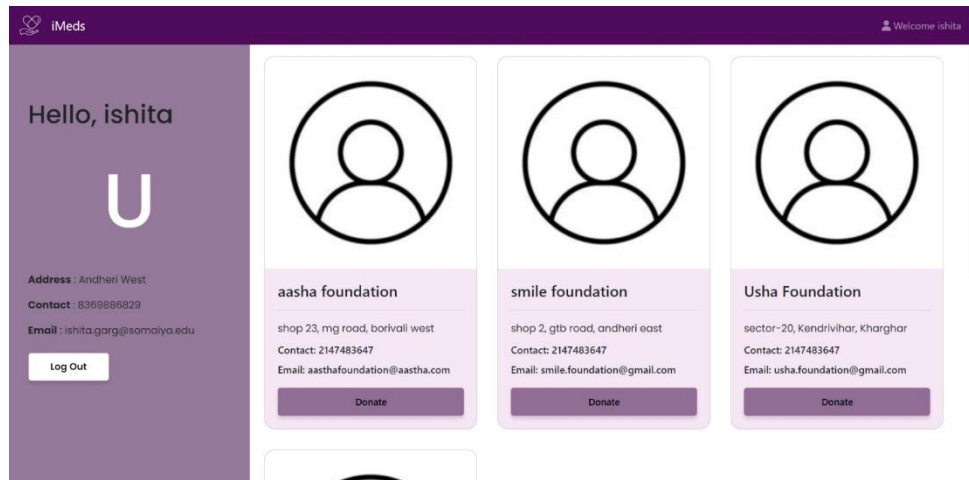 iMeds
Welcome ishita
Hello, ishita
U
Address : Andheri West
Contact : 8369886829
Email : ishita.garg@somaiya.edu
Log Out
aasha foundation
shop 23, mg road, borivali west
Contact: 2147483647
Email: aasthafoundation@aastha.com
Donate
smile foundation
shop 2, gtb road, andheri east
Contact: 2147483647
Email: smile.foundation@gmail.com
Donate
Usha Foundation
sector-20, Kendrivihar, Kharghar
Contact: 2147483647
Email: usha.foundation@gmail.com
Donate